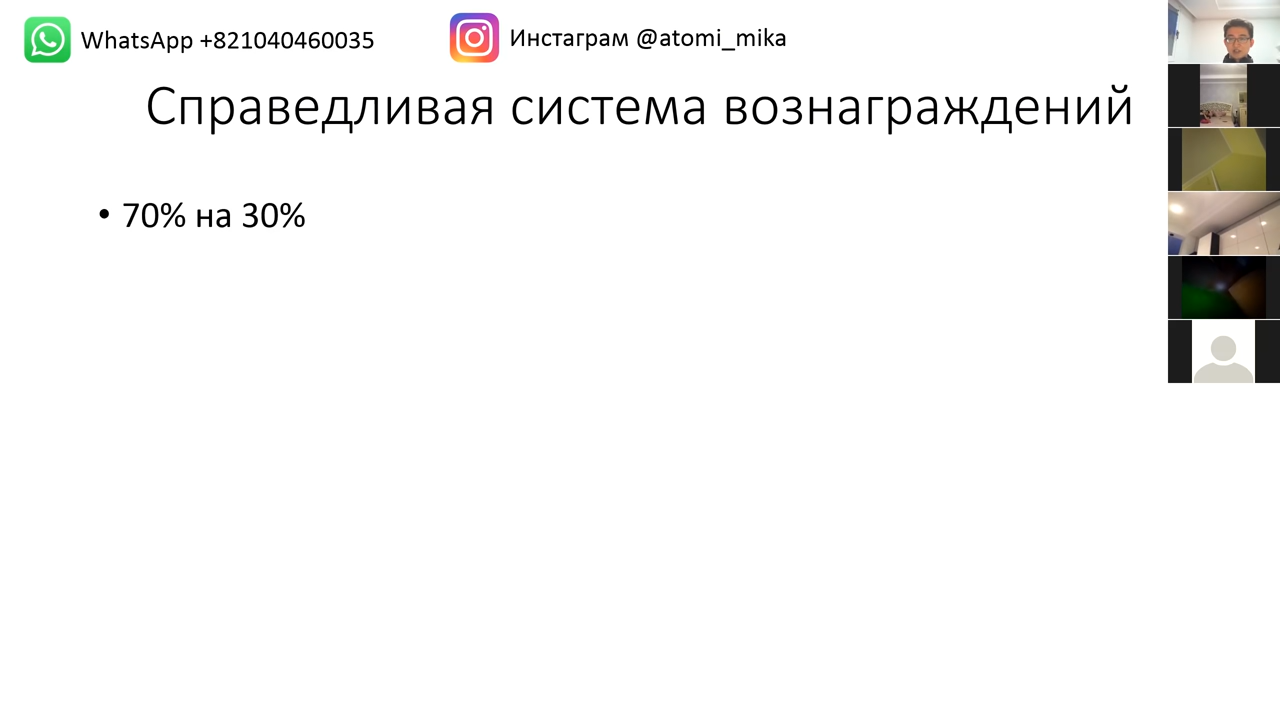 WhatsApp +821040460035
Инстаграм @atomi_mika
Справедливая система вознаграждений
• 70% на 30%